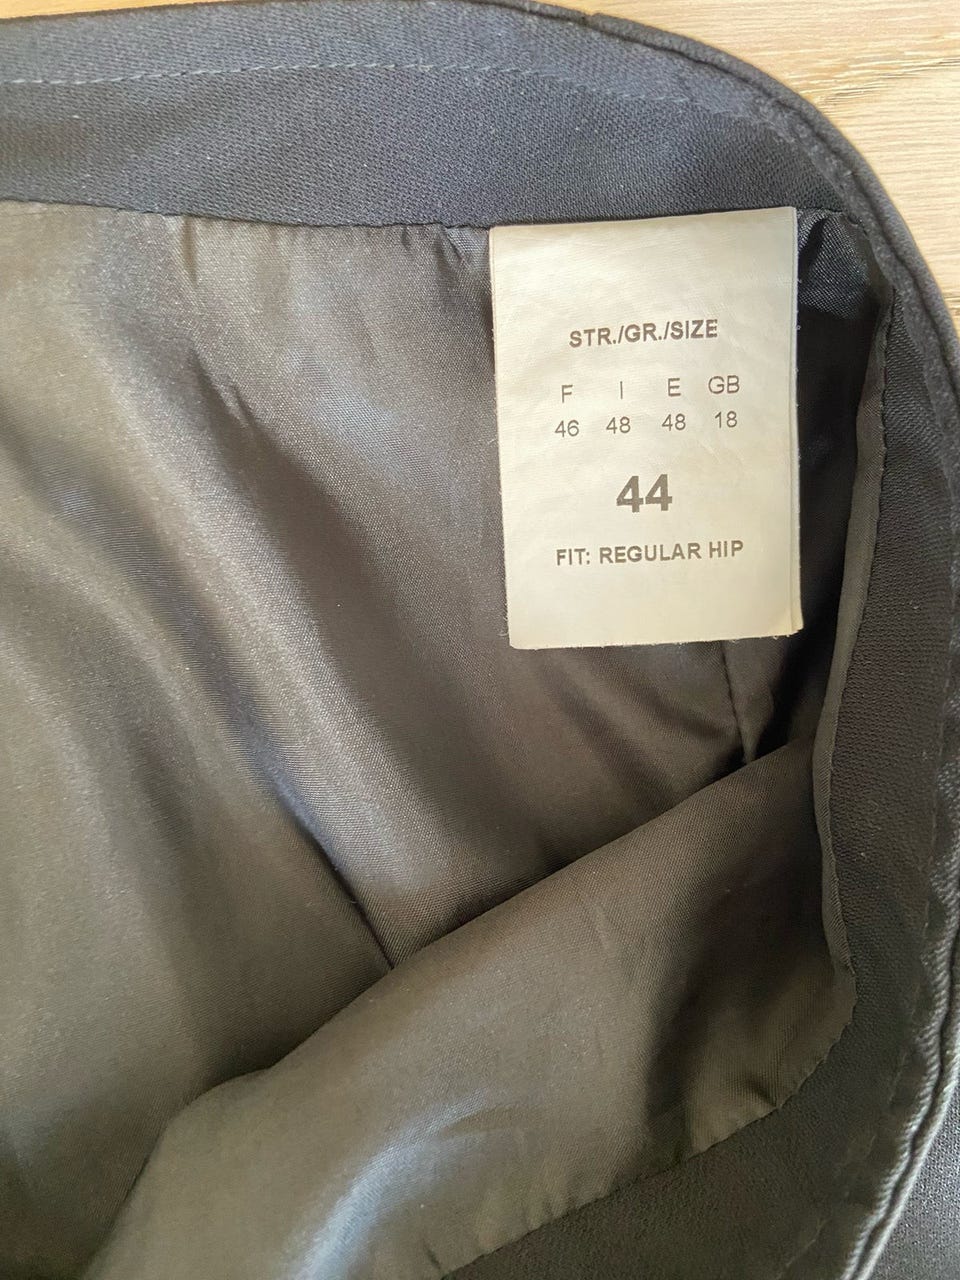 STR./GR./SIZE
F I E GB
46 48 48 18
44
FIT: REGULAR HIP